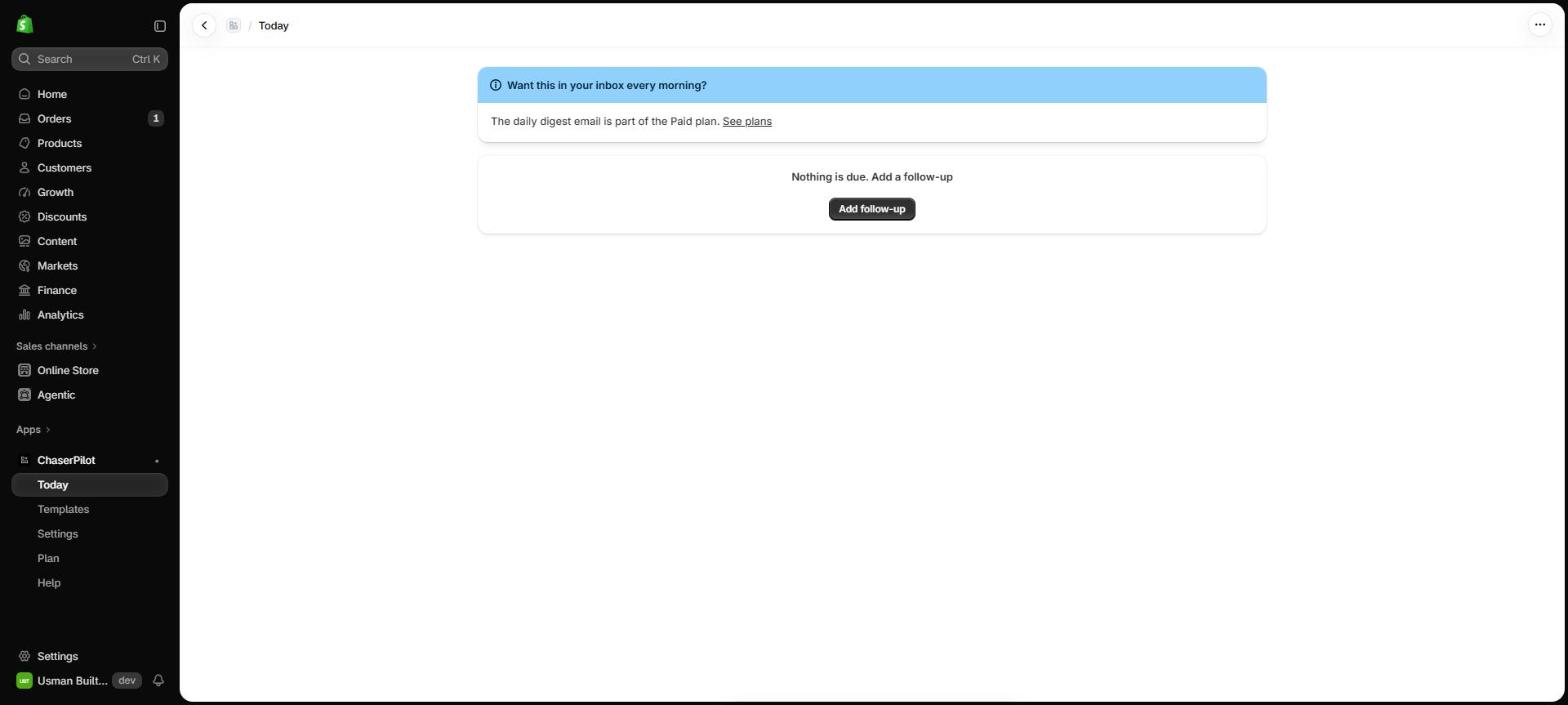 Search Ctrl K
Home
Orders 1
Products
Customers
Growth
Discounts
Content
Markets
Finance
Analytics
Sales channels
Online Store
Agentic
Apps
ChaserPilot
Today
Templates
Settings
Plan
Help
Settings
UBT Usman Built... dev
/ Today
Want this in your inbox every morning?
The daily digest email is part of the Paid plan. See plans
Nothing is due. Add a follow-up
Add follow-up